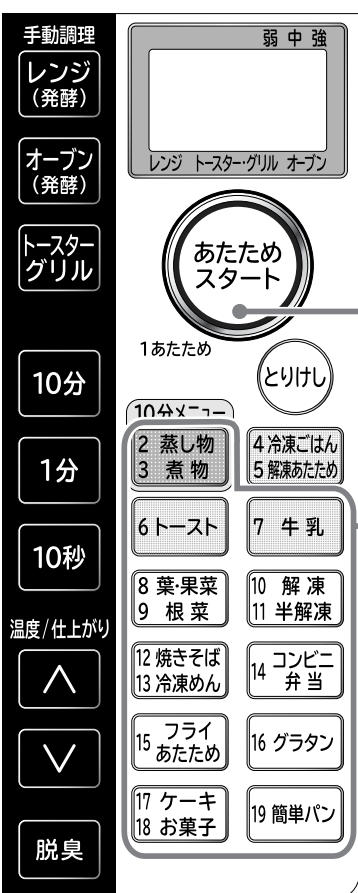 手動調理
レンジ
(発酵)
オーブン
(発酵)
トースター
グリル
10分
1分
10秒
温度/仕上がり
脱臭
弱 中 強
レンジ トースター・グリル オーブン
あたため
スタート
1あたため
とりけし
10分メニュー
2 蒸し物
3 煮物
4 冷凍ごはん
5 解凍あたため
6 トースト
7 牛乳
8 葉・果菜
9 根菜
10 解凍
11 半解凍
12 焼きそば
13 冷凍めん
14 コンビニ
弁当
15 フライ
あたため
16 グラタン
17 ケーキ
18 お菓子
19 簡単パン